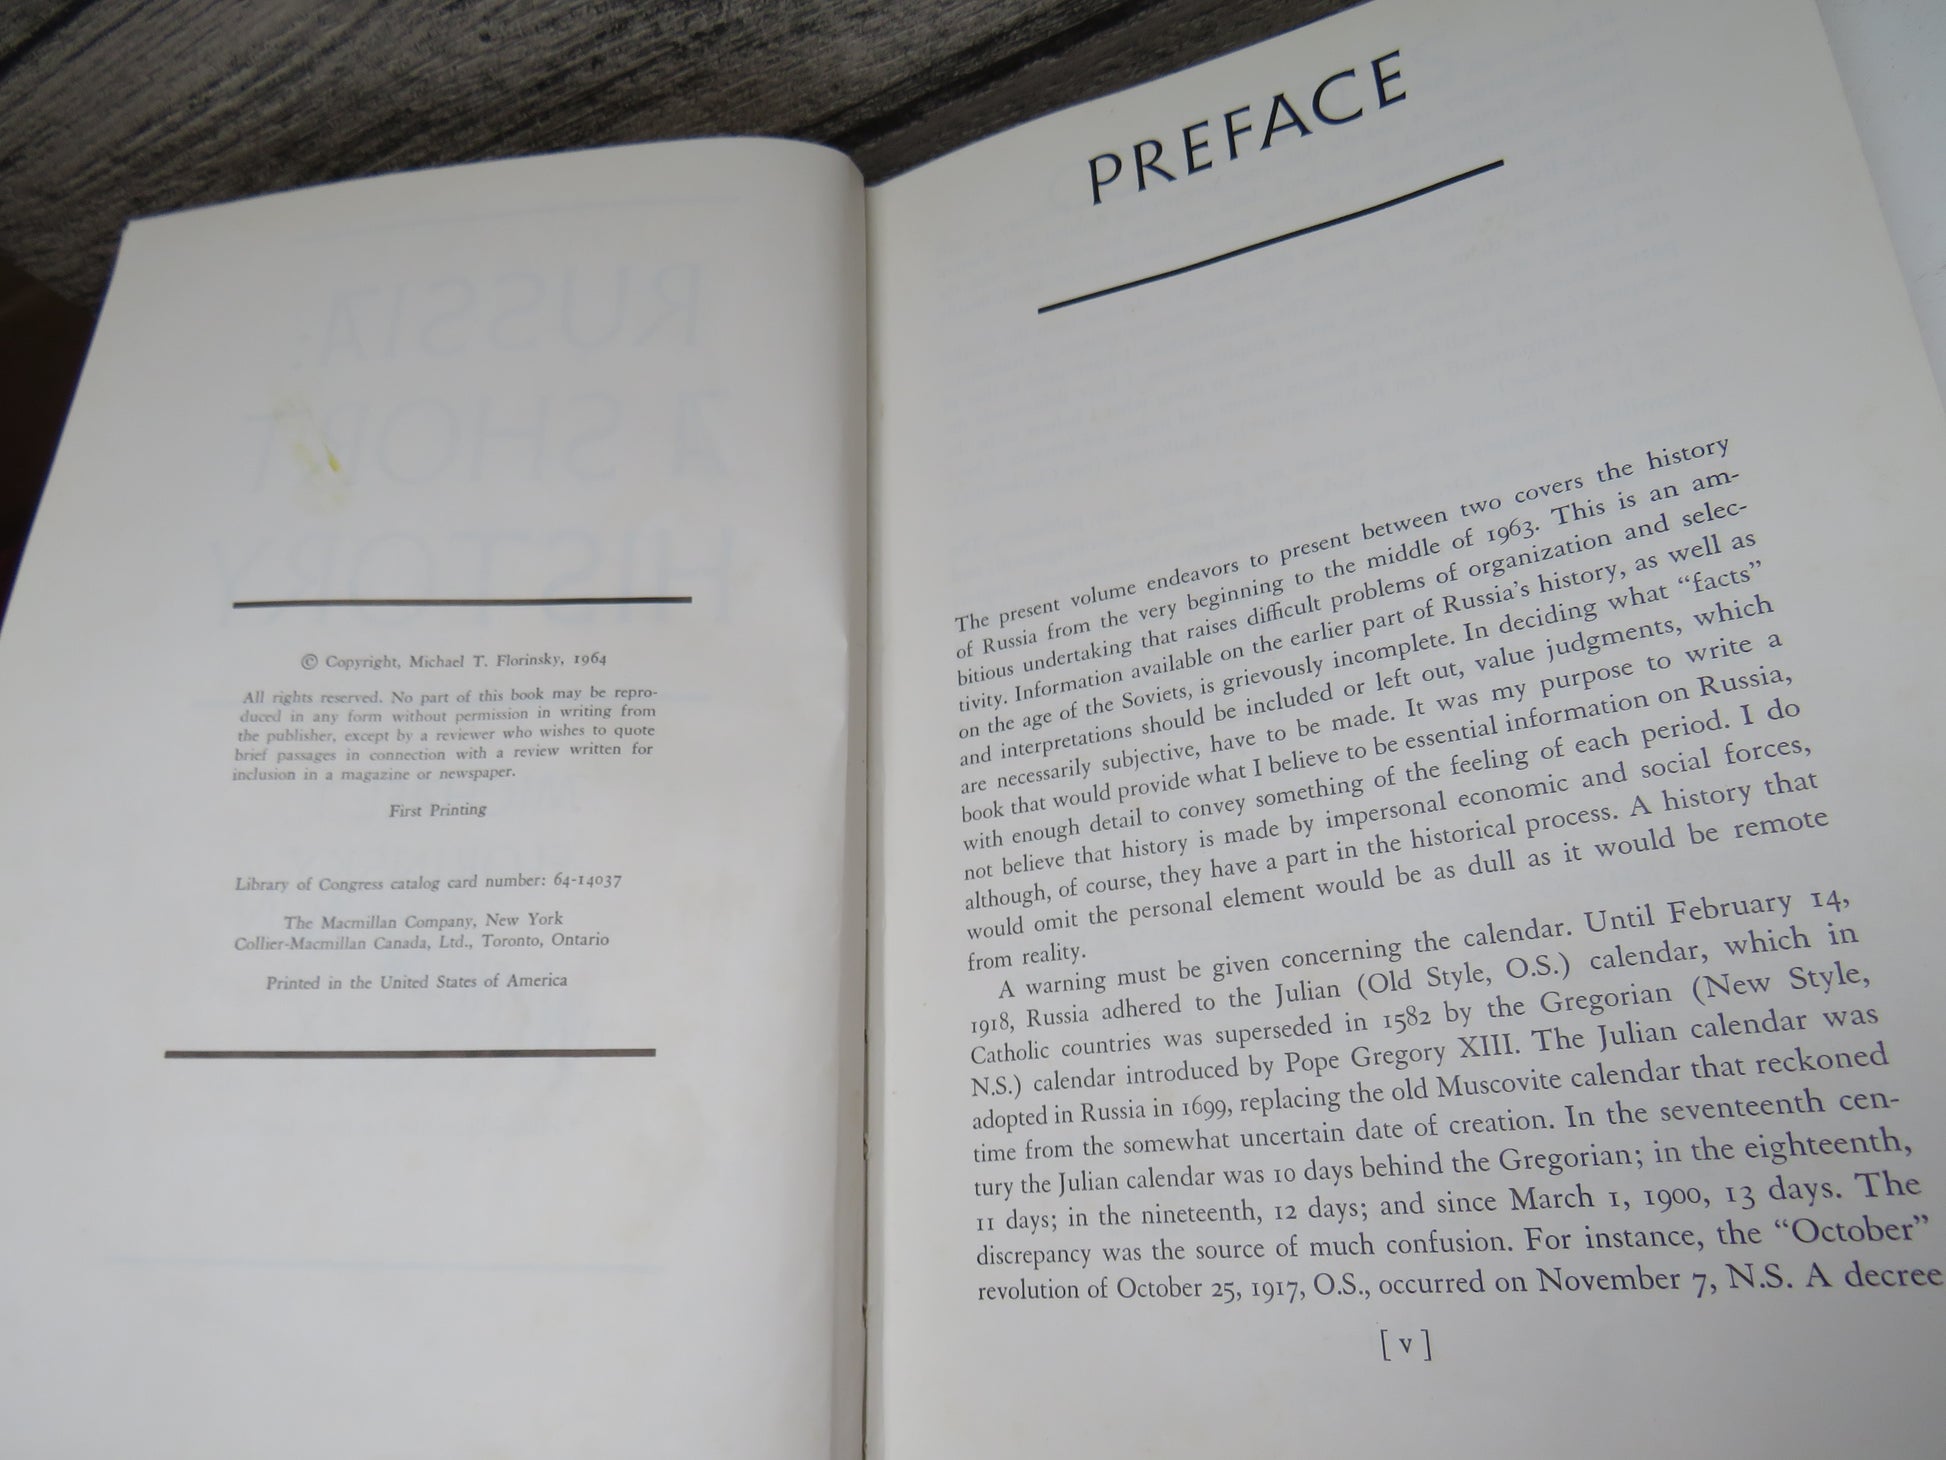 © Copyright, Michael T. Florinsky, 1964
All rights reserved. No part of this book may be repro-
duced in any form without permission in writing from
the publisher, except by a reviewer who wishes to quote
brief passages in connection with a review written for
inclusion in a magazine or newspaper.
First Printing
Library of Congress catalog card number: 64-14037
The Macmillan Company, New York
Collier-Macmillan Canada, Ltd., Toronto, Ontario
Printed in the United States of America
PREFACE
The present volume endeavors to present between two covers the history
of Russia from the very beginning to the middle of 1963. This is an am-
bitious undertaking that raises difficult problems of organization and selec-
tivity. Information available on the earlier part of Russia's history, as well as
on the age of the Soviets, is grievously incomplete. In deciding what “facts”
and interpretations should be included or left out, value judgments, which
are necessarily subjective, have to be made. It was my purpose to write a
book that would provide what I believe to be essential information on Russia,
with enough detail to convey something of the feeling of each period. I do
not believe that history is made by impersonal economic and social forces,
although, of course, they have a part in the historical process. A history that
would omit the personal element would be as dull as it would be remote
from reality.
A warning must be given concerning the calendar. Until February 14,
1918, Russia adhered to the Julian (Old Style, O.S.) calendar, which in
Catholic countries was superseded in 1582 by the Gregorian (New Style,
N.S.) calendar introduced by Pope Gregory XIII. The Julian calendar was
adopted in Russia in 1699, replacing the old Muscovite calendar that reckoned
time from the somewhat uncertain date of creation. In the seventeenth cen-
tury the Julian calendar was 10 days behind the Gregorian; in the eighteenth,
11 days; in the nineteenth, 12 days; and since March 1, 1900, 13 days. The
discrepancy was the source of much confusion. For instance, the “October”
revolution of October 25, 1917, O.S., occurred on November 7, N.S. A decree
[ v ]